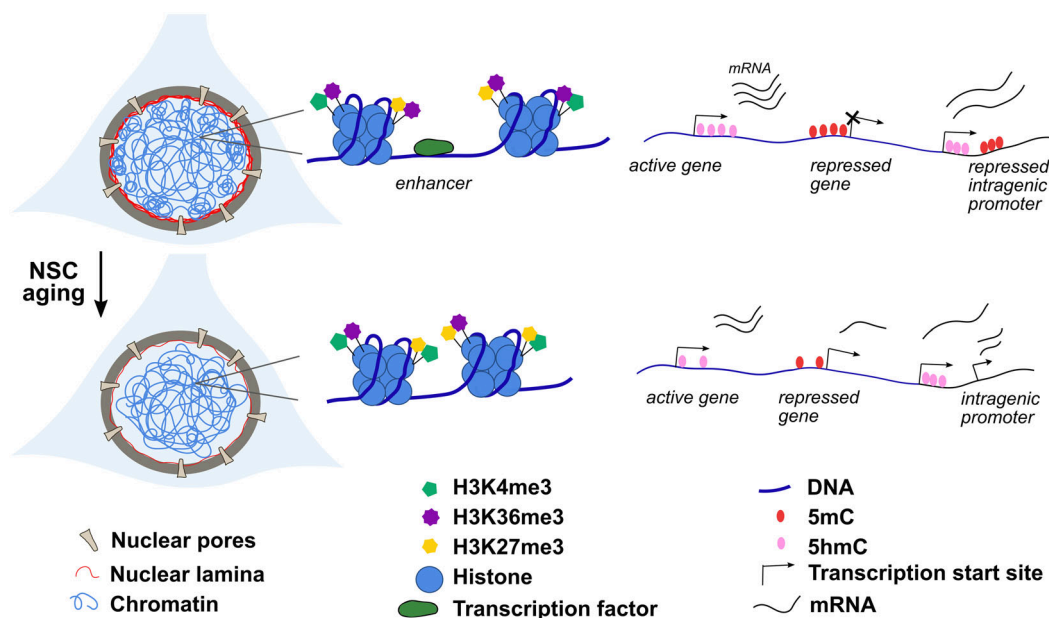 mRNA
enhancer
active gene
repressed
gene
repressed
intragenic
promoter
NSC
aging
active gene
repressed
gene
intragenic
promoter
Nuclear pores
Nuclear lamina
Chromatin
H3K4me3
H3K36me3
H3K27me3
Histone
Transcription factor
DNA
5mC
5hmC
Transcription start site
mRNA